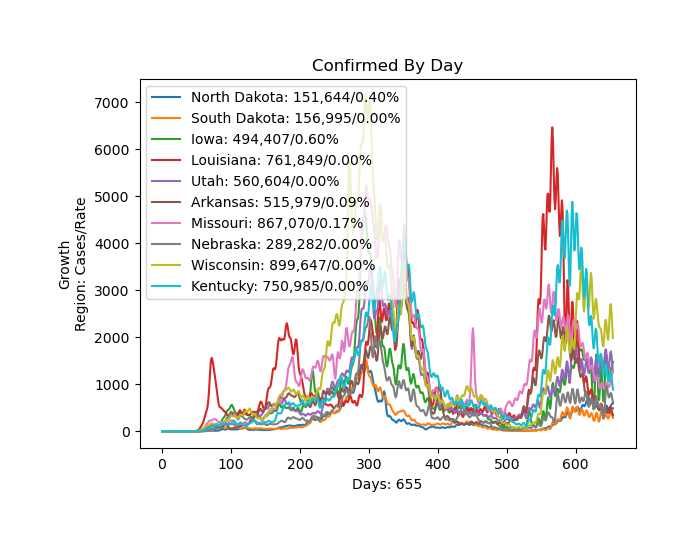 Confirmed By Day
Growth
Region: Cases/Rate
7000
6000
5000
4000
3000
2000
1000
0
North Dakota: 151,644/0.40%
South Dakota: 156,995/0.00%
Iowa: 494,407/0.60%
Louisiana: 761,849/0.00%
Utah: 560,604/0.00%
Arkansas: 515,979/0.09%
Missouri: 867,070/0.17%
Nebraska: 289,282/0.00%
Wisconsin: 899,647/0.00%
Kentucky: 750,985/0.00%
0 100 200 300 400 500 600
Days: 655